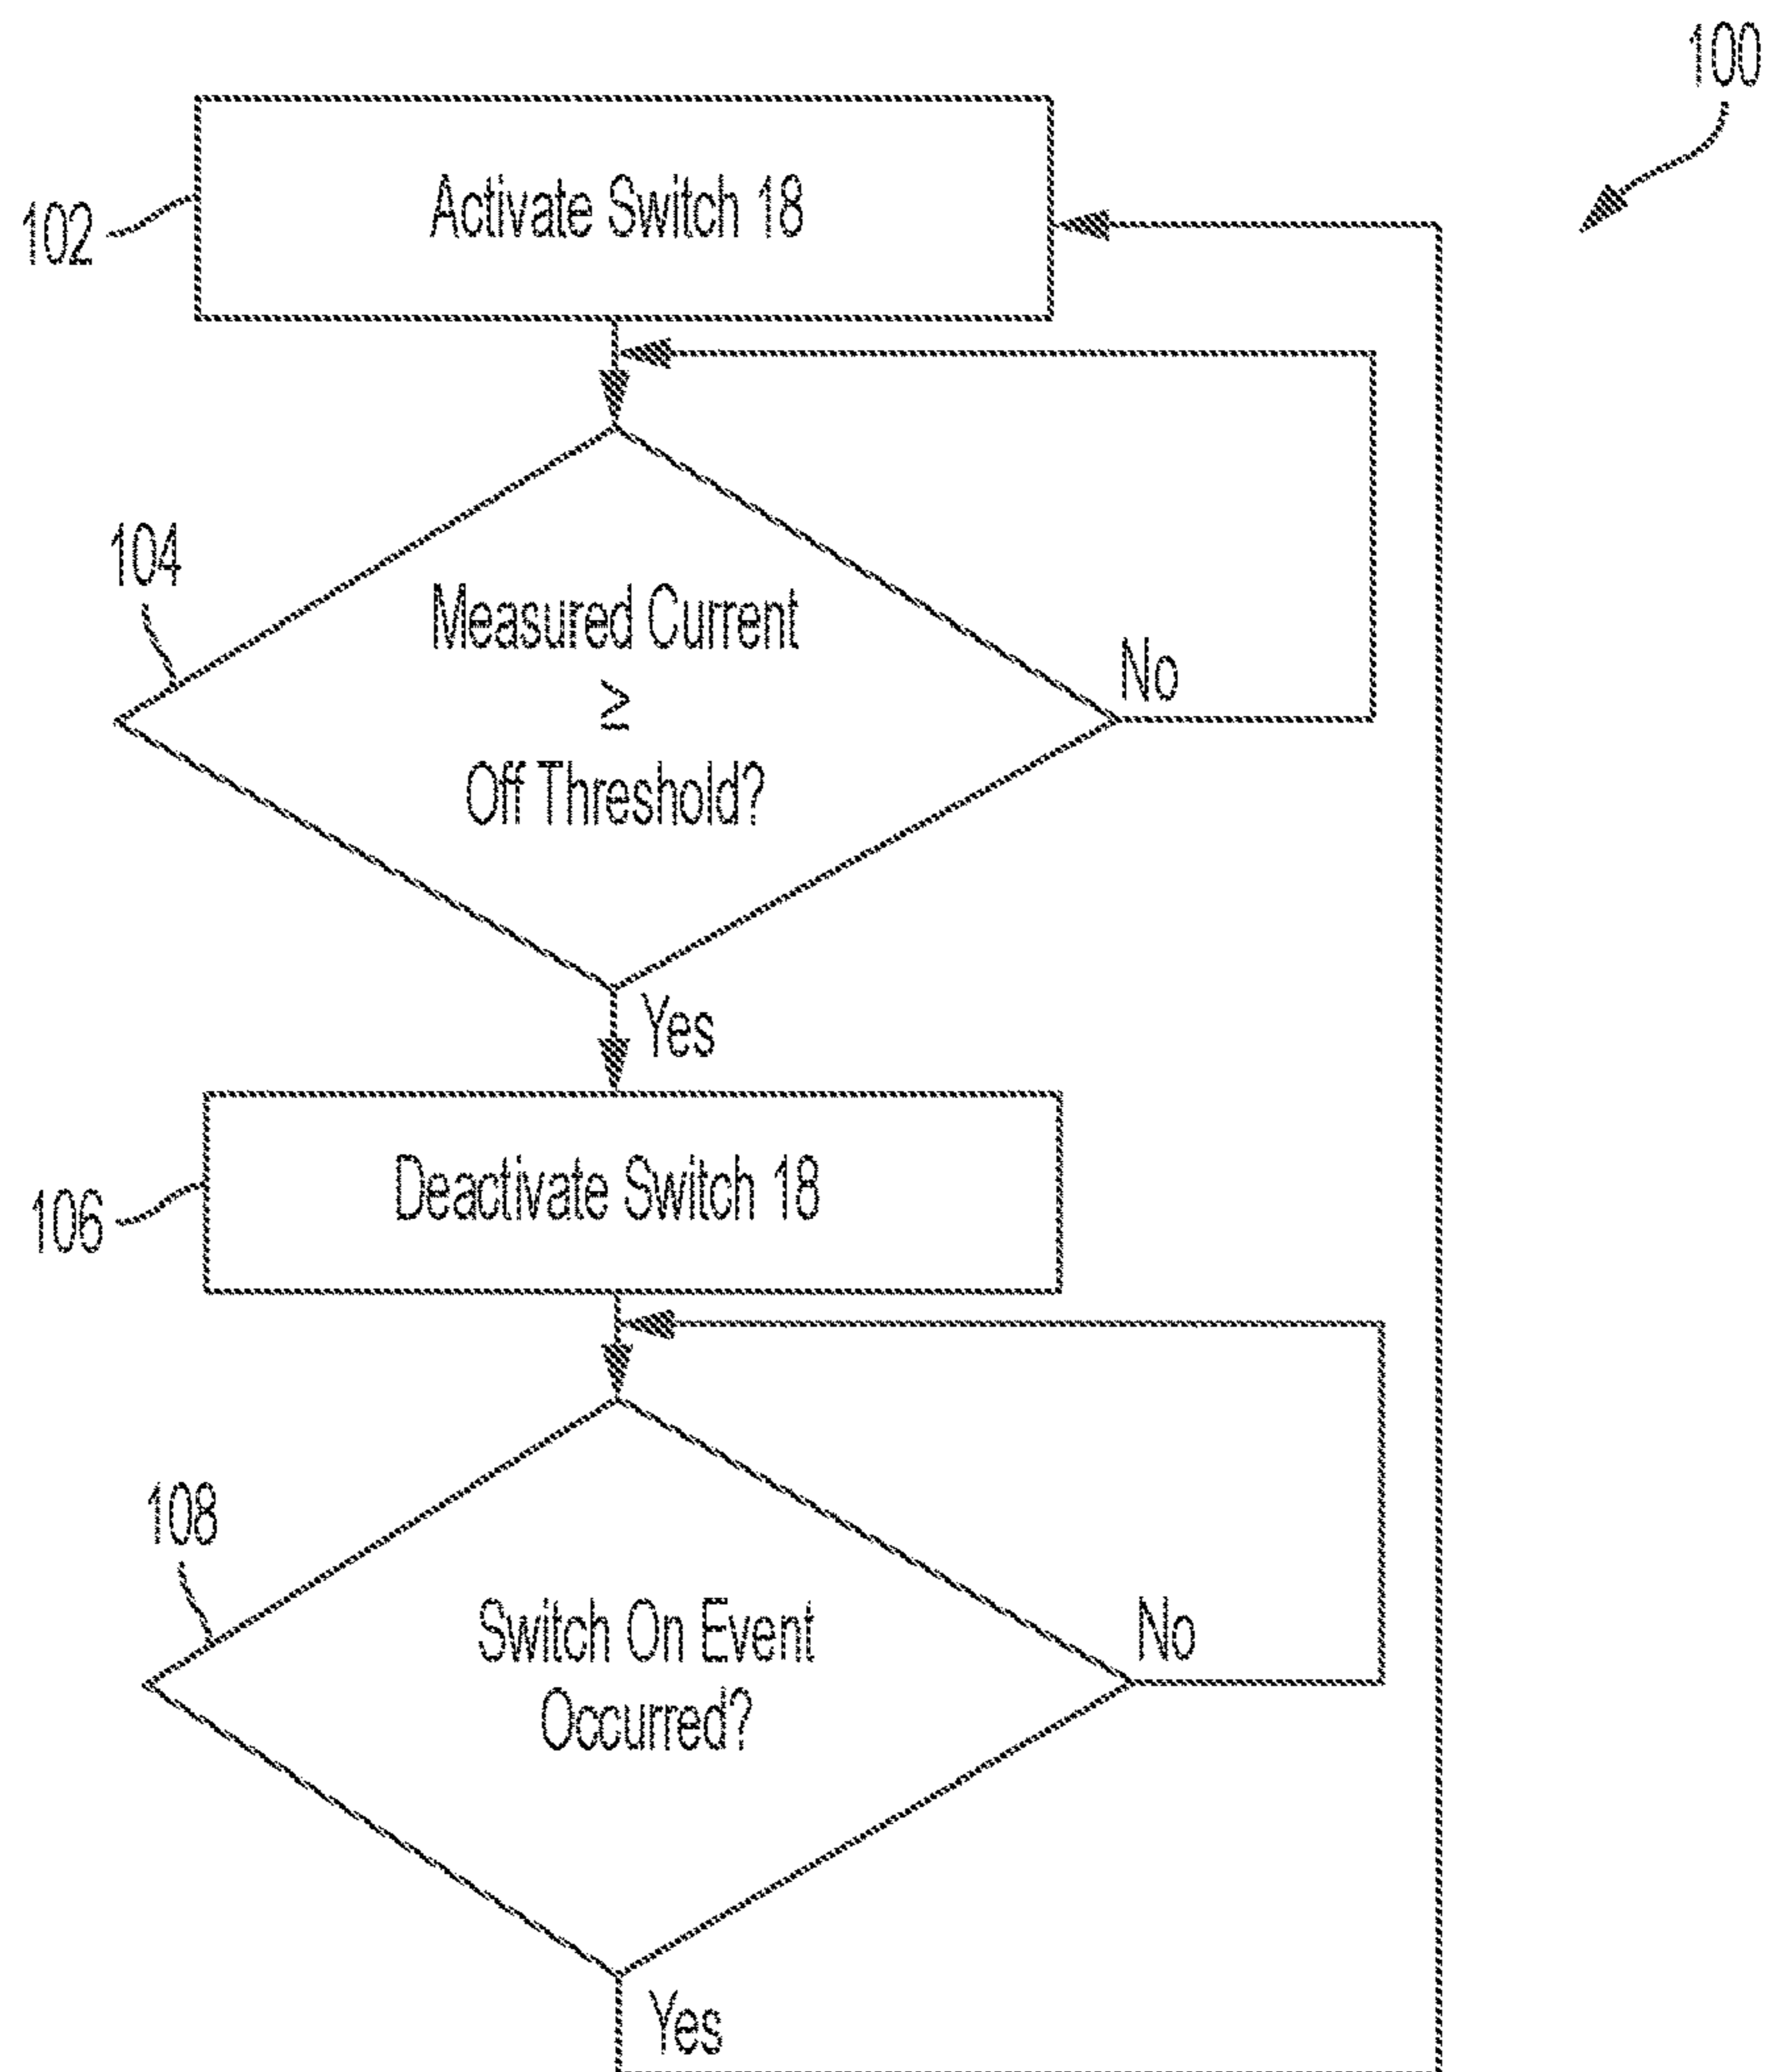 100
Activate Switch 18
102
104
Measured Current
≥
Off Threshold?
No
Yes
Deactivate Switch 18
106
108
Switch On Event
Occurred?
No
Yes